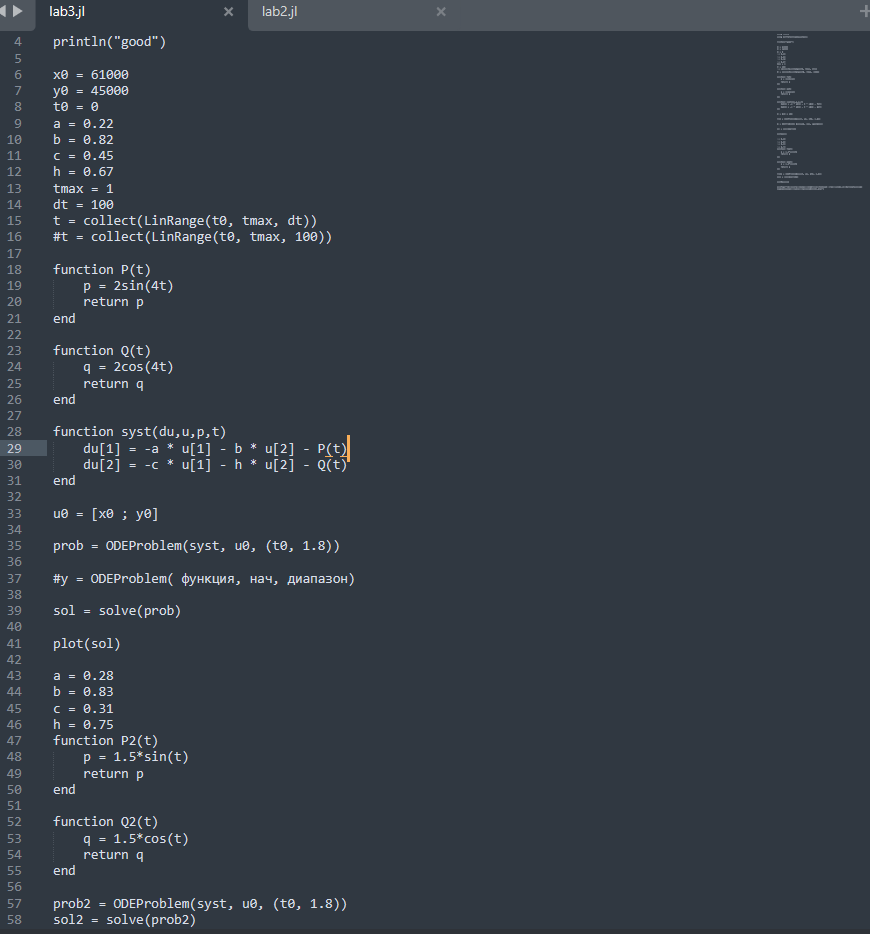 lab3.jl × lab2.jl × +
4 println("good")
5
6 x0 = 61000
7 y0 = 45000
8 t0 = 0
9 a = 0.22
10 b = 0.82
11 c = 0.45
12 h = 0.67
13 tmax = 1
14 dt = 100
15 t = collect(LinRange(t0, tmax, dt))
16 #t = collect(LinRange(t0, tmax, 100))
17
18 function P(t)
19 p = 2sin(4t)
20 return p
21 end
22
23 function Q(t)
24 q = 2cos(4t)
25 return q
26 end
27
28 function syst(du,u,p,t)
29 du[1] = -a * u[1] - b * u[2] - P(t)
30 du[2] = -c * u[1] - h * u[2] - Q(t)
31 end
32
33 u0 = [x0 ; y0]
34
35 prob = ODEProblem(syst, u0, (t0, 1.8))
36
37 #y = ODEProblem( функция, нач, диапазон)
38
39 sol = solve(prob)
40
41 plot(sol)
42
43 a = 0.28
44 b = 0.83
45 c = 0.31
46 h = 0.75
47 function P2(t)
48 p = 1.5*sin(t)
49 return p
50 end
51
52 function Q2(t)
53 q = 1.5*cos(t)
54 return q
55 end
56
57 prob2 = ODEProblem(syst, u0, (t0, 1.8))
58 sol2 = solve(prob2)